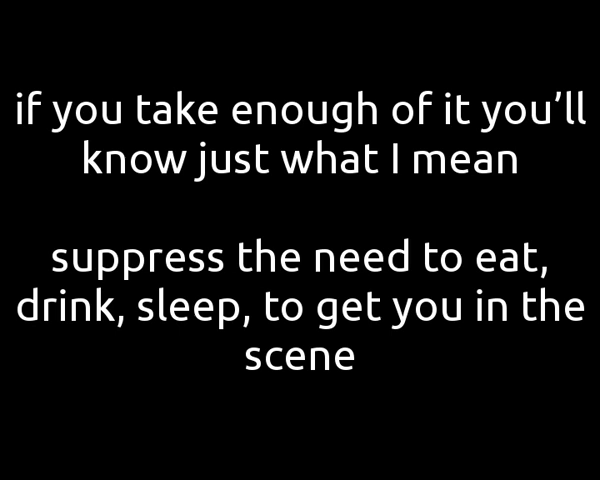 if you take enough of it you’ll
know just what I mean
suppress the need to eat,
drink, sleep, to get you in the
scene